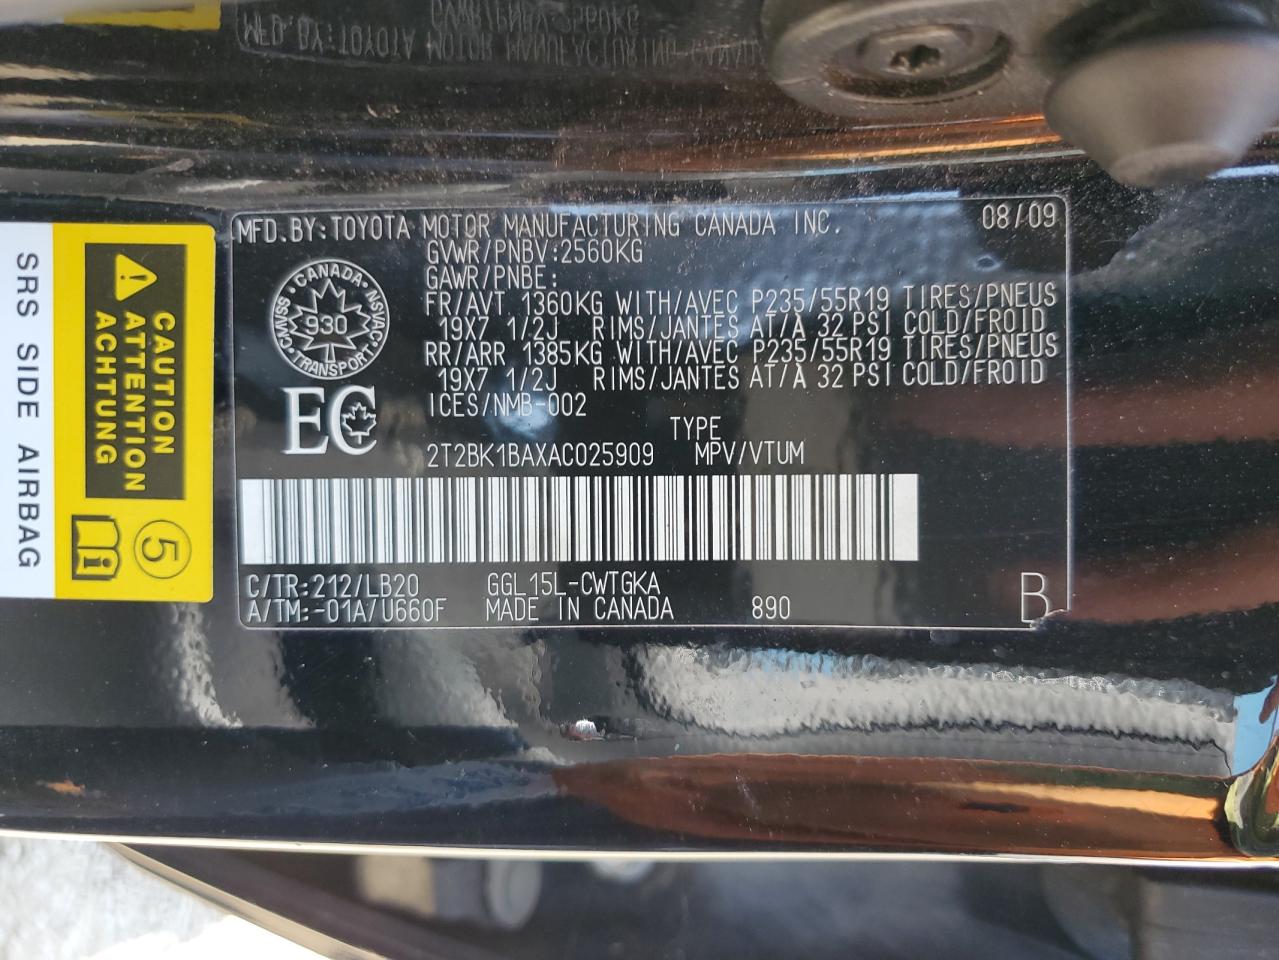 MFD.BY:TOYOTA MOTOR MANUFACTURING CANADA INC. 08/09
GVWR/PNBV:2560KG
GAWR/PNBE:
FR/AVT 1360KG WITH/AVEC P235/55R19 TIRES/PNEUS
19X7 1/2J RIMS/JANTES AT/À 32 PSI COLD/FROID
RR/ARR 1385KG WITH/AVEC P235/55R19 TIRES/PNEUS
19X7 1/2J RIMS/JANTES AT/À 32 PSI COLD/FROID
ICES/NMB-002
TYPE
2T2BK1BAXAC025909 MPV/VTUM
C/TR:212/LB20 GGL15L-CWTGKA
A/TM:-01A/U660F MADE IN CANADA 890 B
CANADA
CMVSS 930 NSVAC
TRANSPORT
EC
CAUTION
ATTENTION
ACHTUNG
5
SRS SIDE AIRBAG